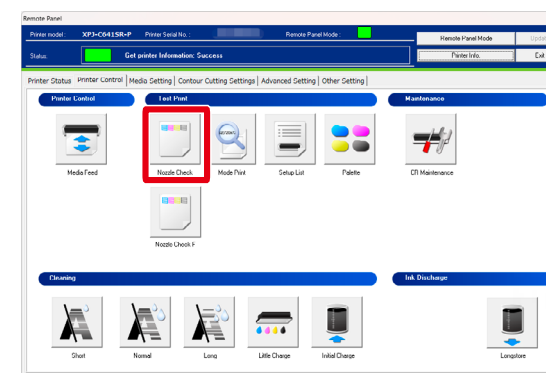 Remote Panel
Printer model : XPJ-C641SR-P Printer Serial No. : Remote Panel Mode :
Remote Panel Mode
Status: Get printer Information: Success
Printer Info. Exit
Printer Status Printer Control Media Setting Contour Cutting Settings Advanced Setting Other Setting
Printer Control Test Print Maintenance
Media Feed Nozzle Check Mode Print Setup List Palette CR Maintenance
Nozzle Check F
Cleaning Ink Discharge
Short Normal Long Little Charge Initial Charge Longstore